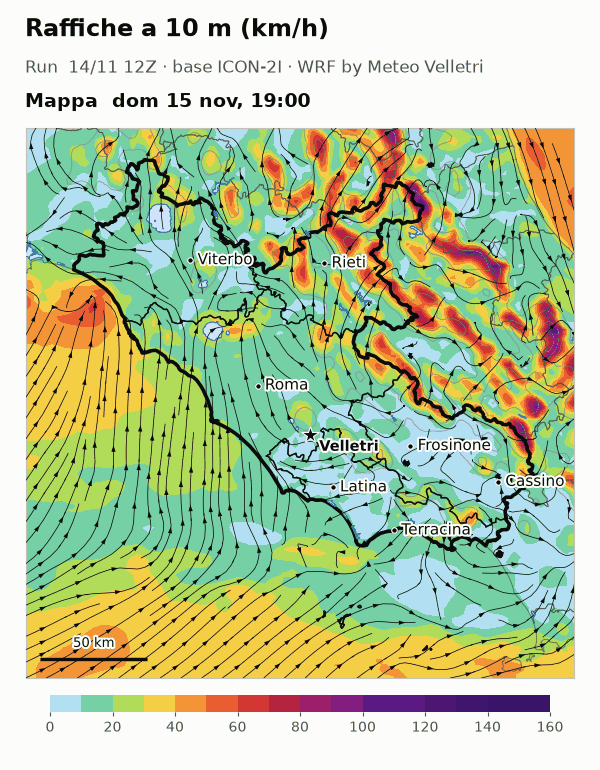 Raffiche a 10 m (km/h)
Run  14/11 12Z · base ICON-2I · WRF by Meteo Velletri
Mappa  dom 15 nov, 19:00
Viterbo
Rieti
Roma
Velletri
Frosinone
Cassino
Latina
Terracina
50 km
0 20 40 60 80 100 120 140 160